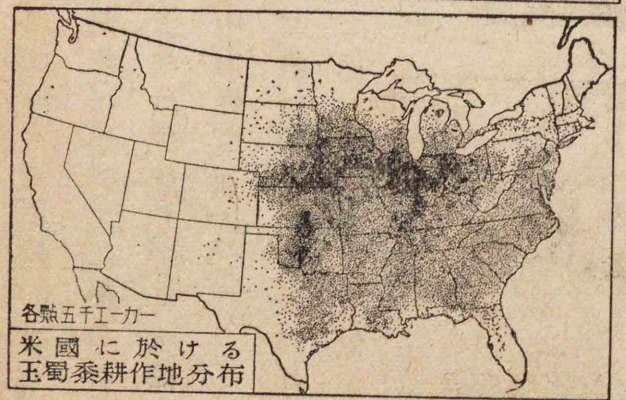 各點五千エーカー
米國に於ける
玉蜀黍耕作地分布